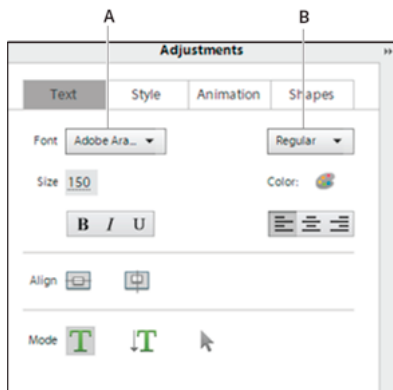 A B
Adjustments
Text Style Animation Shapes
Font Adobe Ara... Regular
Size 150 Color:
B I U
Align
Mode T T